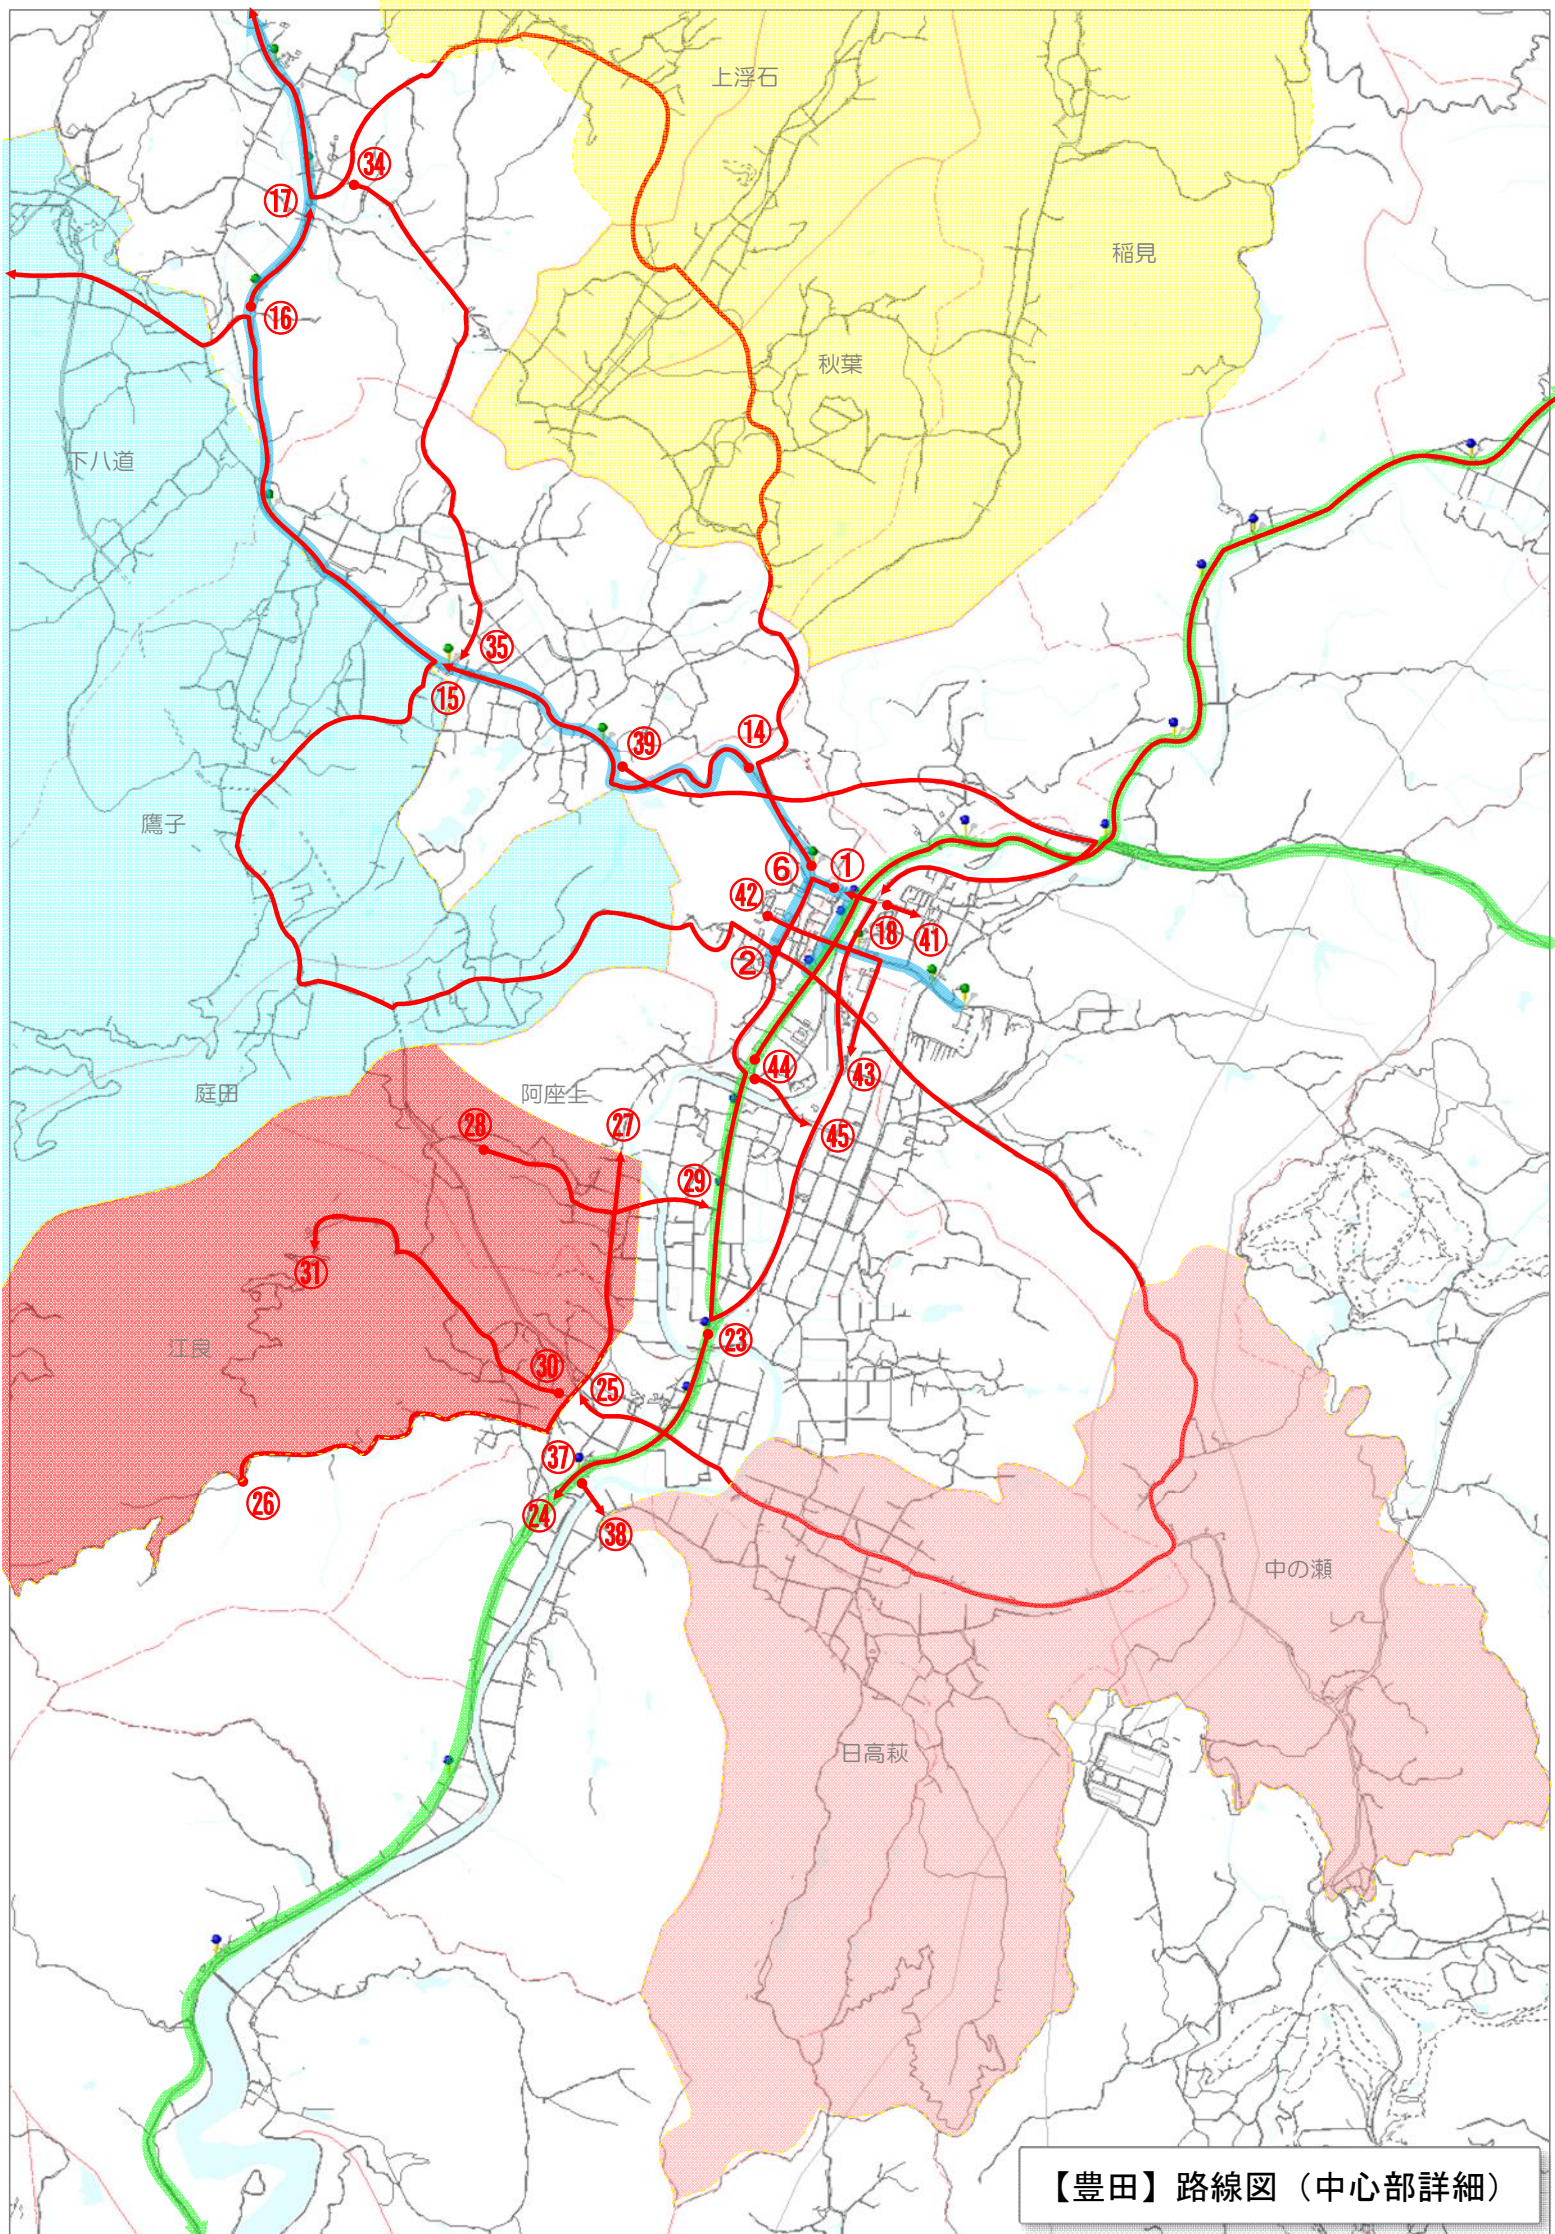 上浮石
㉞
⑰
稲見
⑯
秋葉
下八道
㉟
⑮
⑭
㊴
鷹子
⑥
①
㊷
⑱
㊶
②
㊹
㊸
庭田
阿座上
㉘
㉗
㊺
㉙
㉛
江良
㉓
㉚
㉕
㊲
㉖
㉔
㊳
中の瀬
日高萩
【豊田】路線図（中心部詳細）